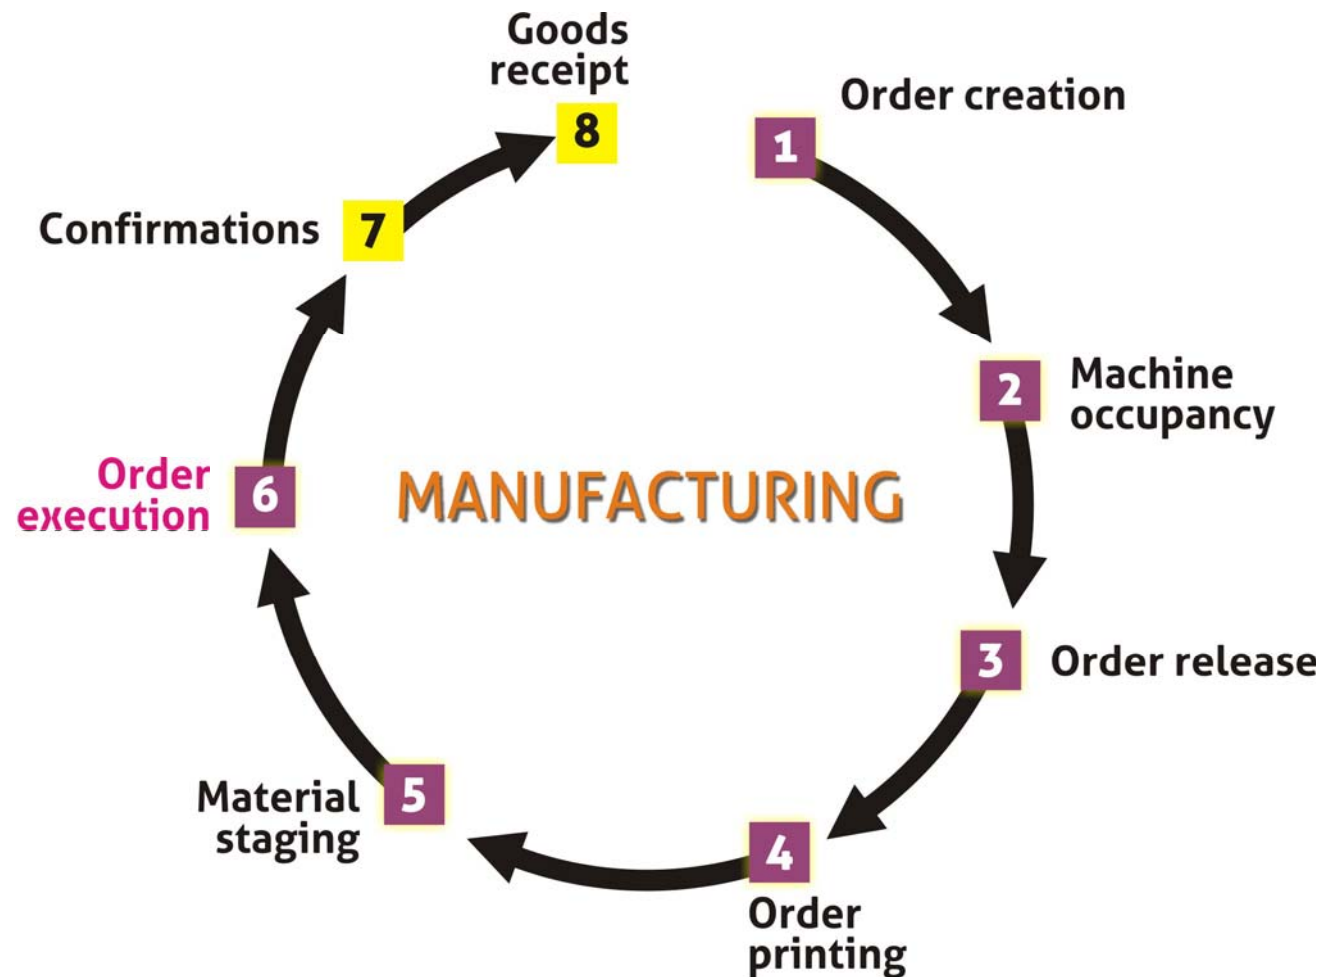 Goods
receipt
8
1
Order creation
7
Confirmations
2
Machine
occupancy
6
Order
execution
MANUFACTURING
3
Order release
5
Material
staging
4
Order
printing